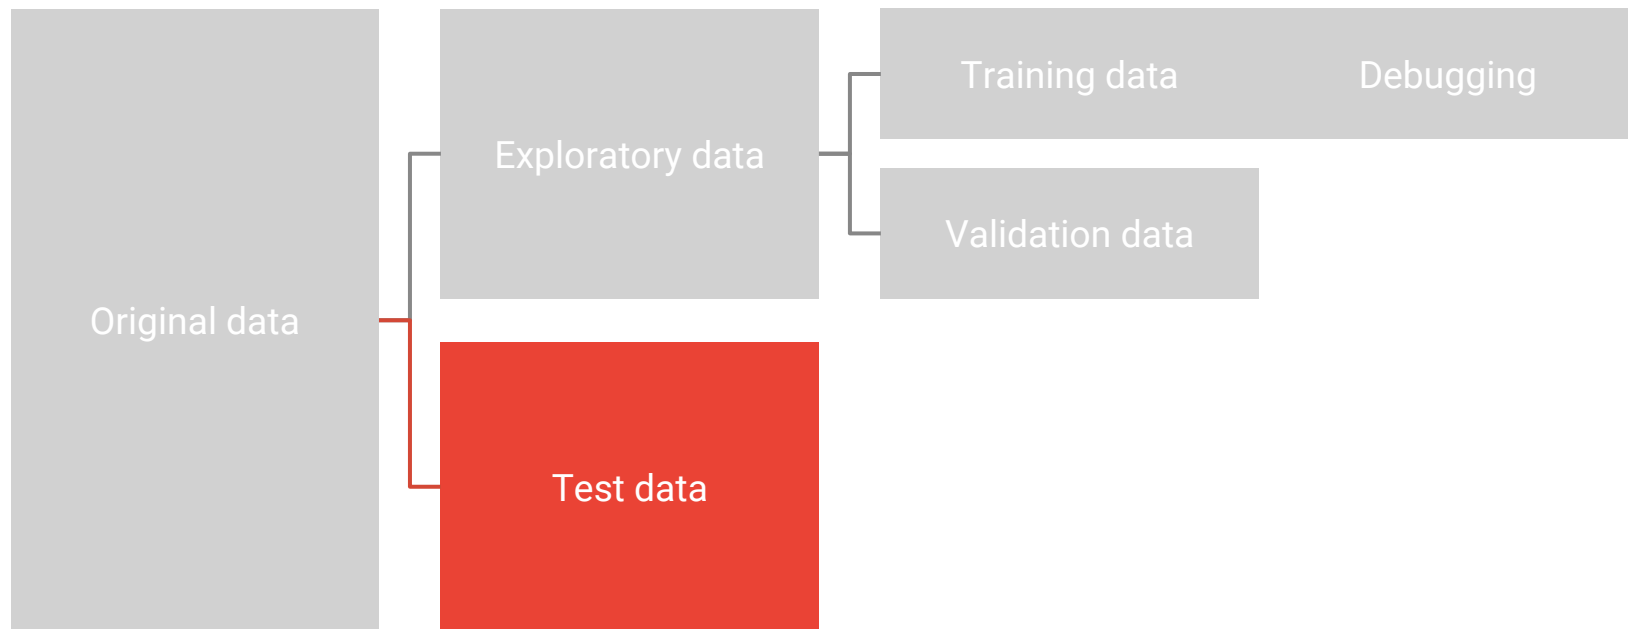 Original data
Exploratory data
Training data
Debugging
Validation data
Test data